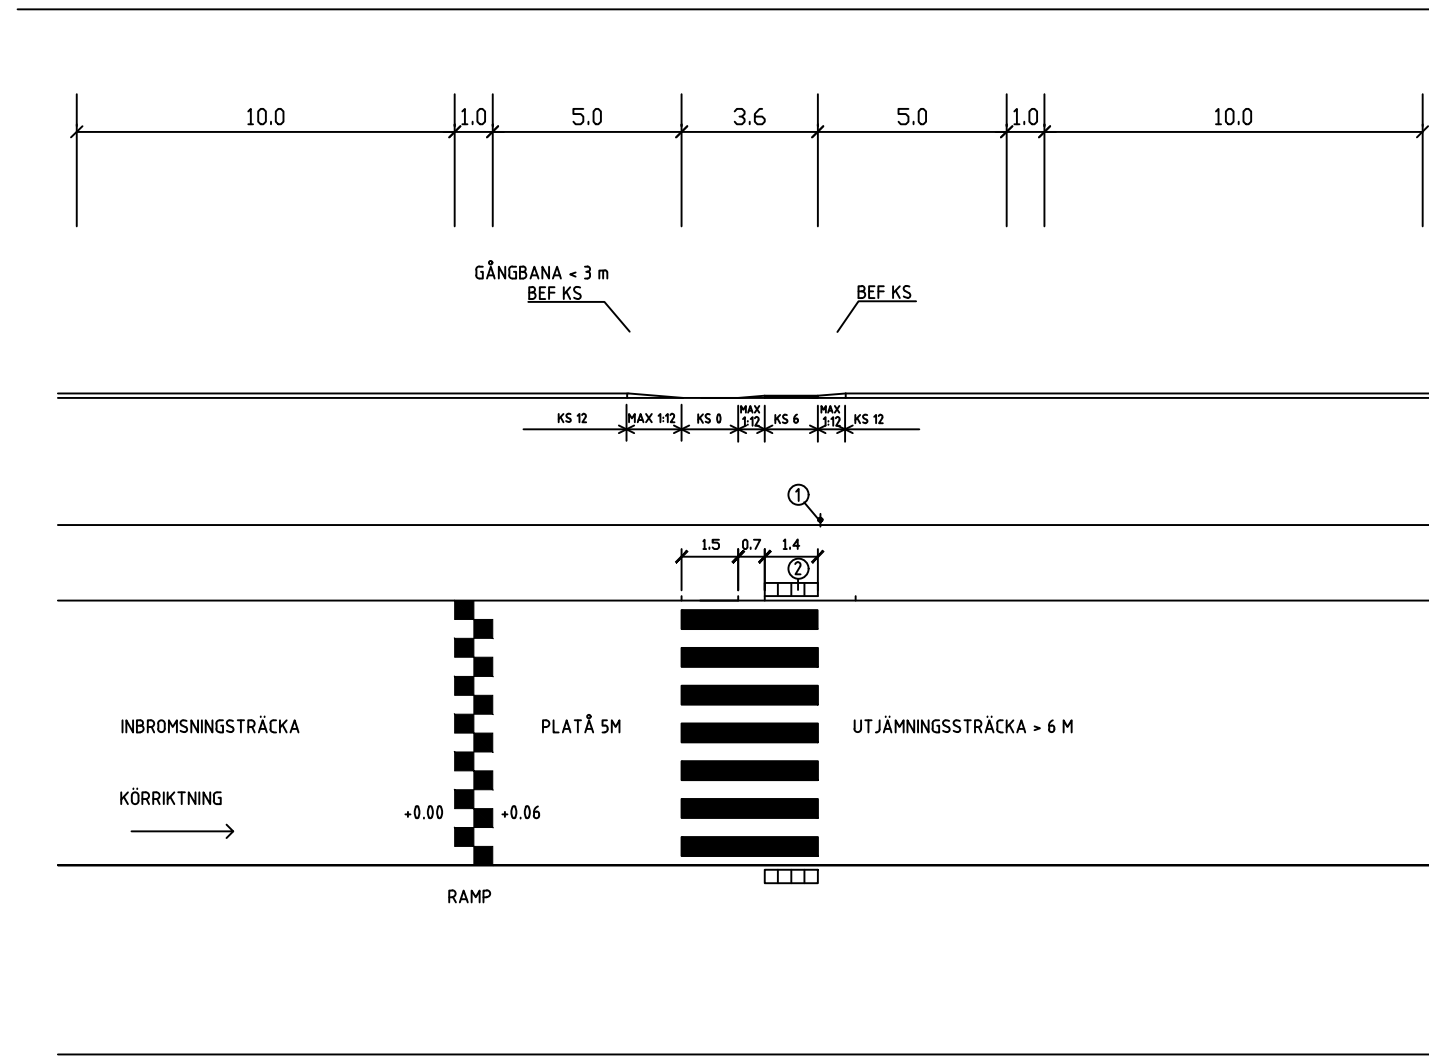 10.0 1.0 5.0 3.6 5.0 1.0 10.0
GÅNGBANA < 3 m
BEF KS
BEF KS
KS 12
MAX 1:12
KS 0
MAX
1:12
KS 6
MAX
1:12
KS 12
1
1.5 0.7 1.4
2
INBROMSNINGSTRÄCKA
PLATÅ 5M
UTJÄMNINGSSTRÄCKA > 6 M
KÖRRIKTNING
+0.00
+0.06
RAMP